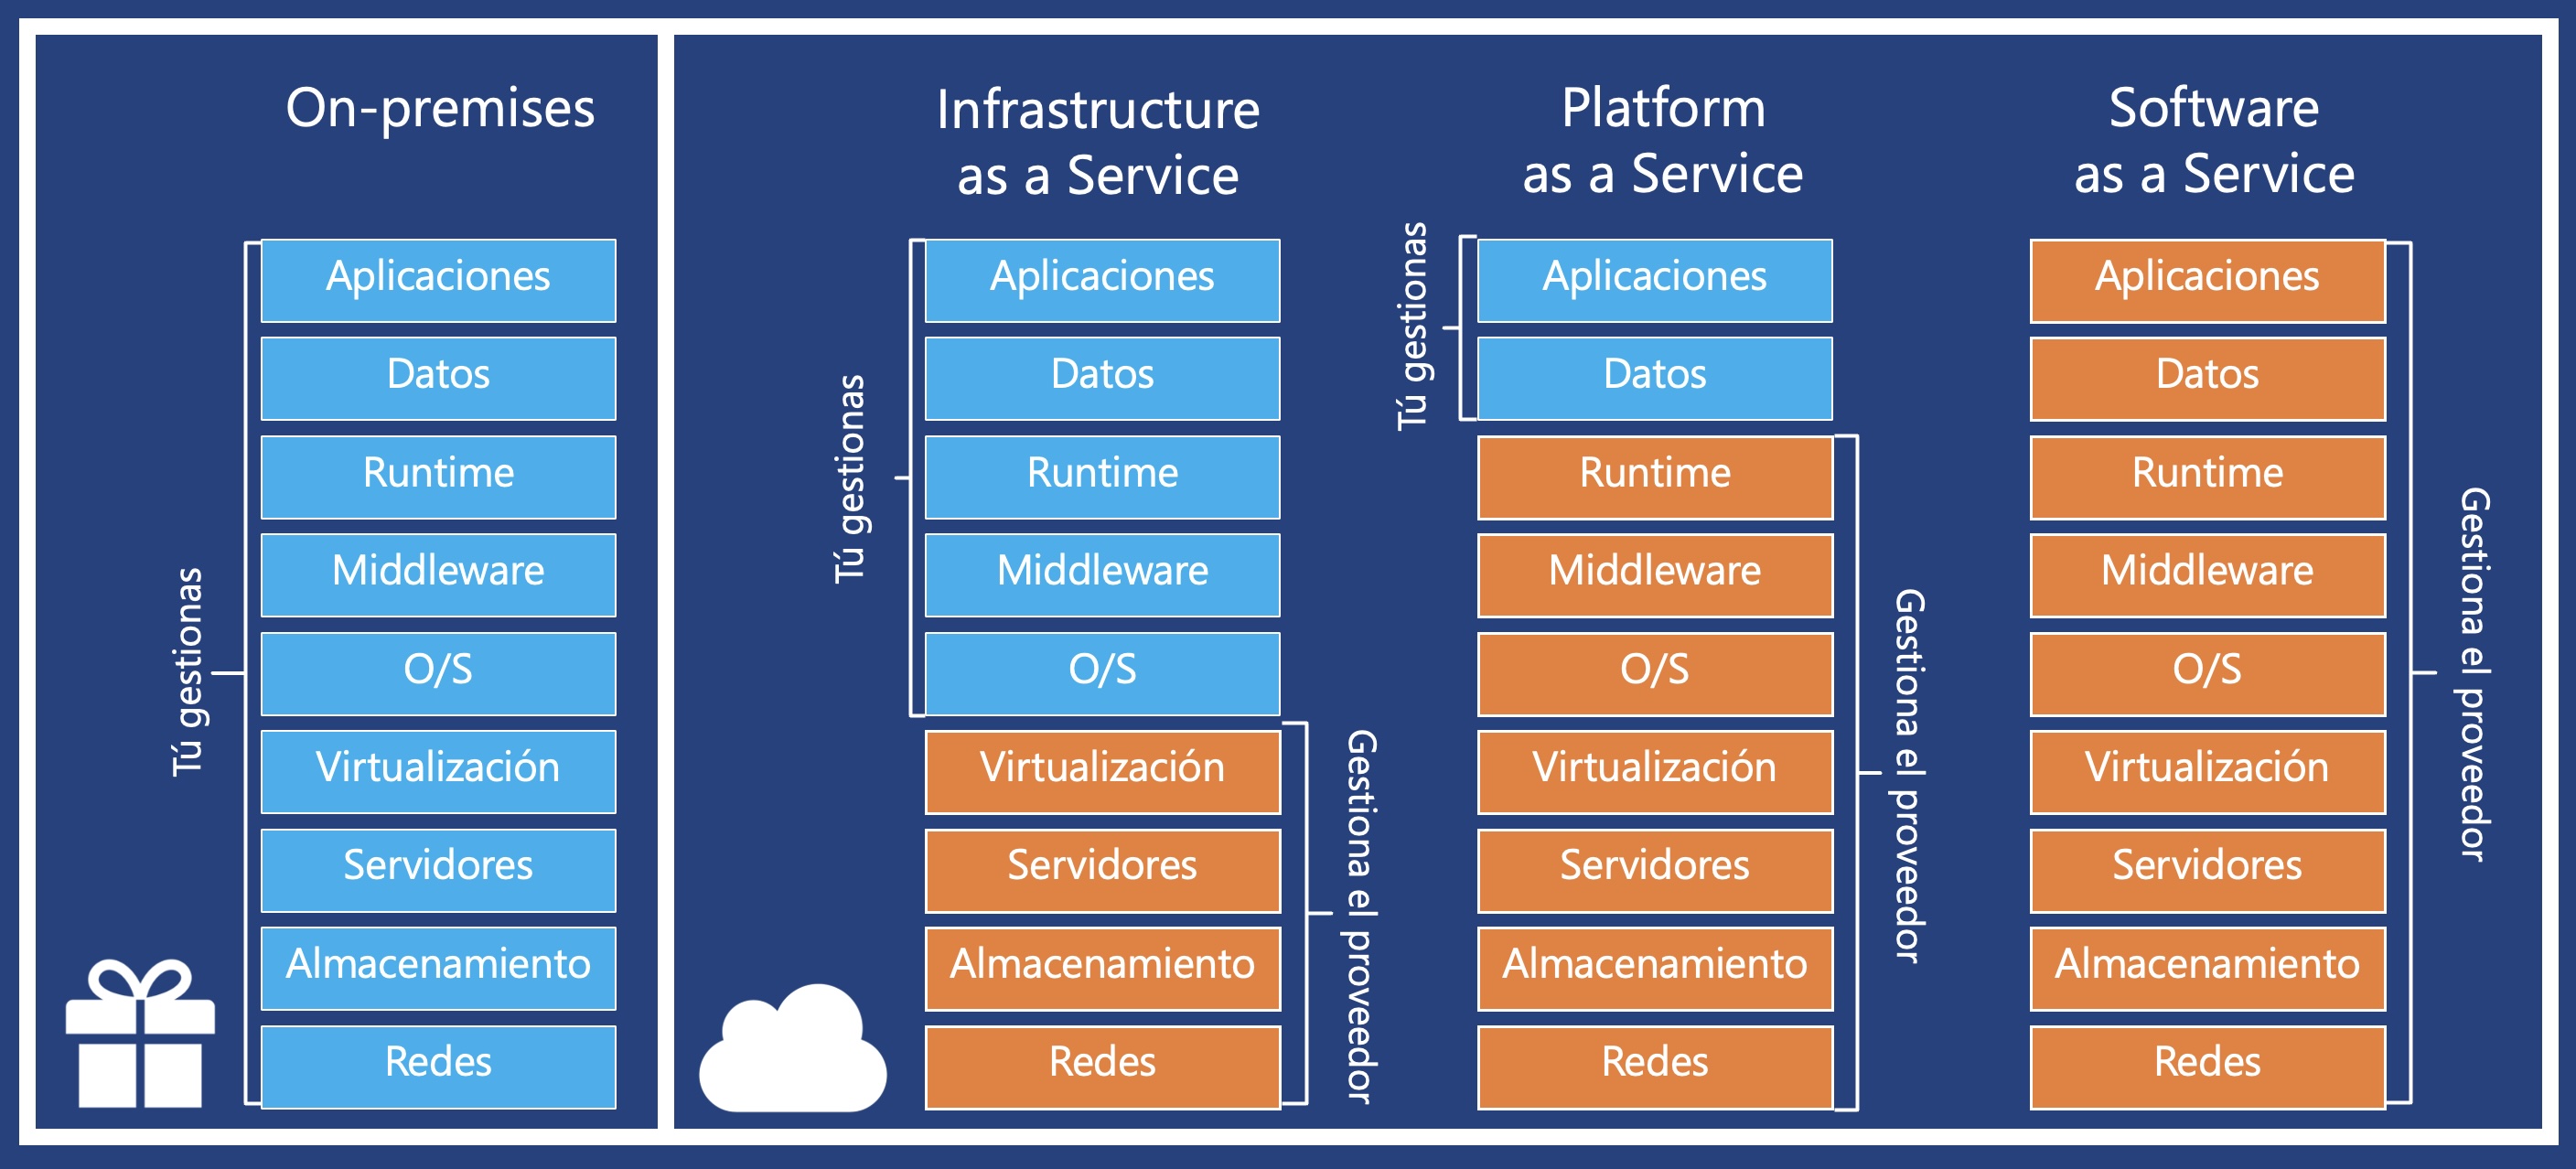 On-premises
Tú gestionas
Aplicaciones
Datos
Runtime
Middleware
O/S
Virtualización
Servidores
Almacenamiento
Redes
Infrastructure
as a Service
Tú gestionas
Aplicaciones
Datos
Runtime
Middleware
O/S
Virtualización
Servidores
Almacenamiento
Redes
Gestiona el proveedor
Platform
as a Service
Tú gestionas
Aplicaciones
Datos
Runtime
Middleware
O/S
Virtualización
Servidores
Almacenamiento
Redes
Gestiona el proveedor
Software
as a Service
Aplicaciones
Datos
Runtime
Middleware
O/S
Virtualización
Servidores
Almacenamiento
Redes
Gestiona el proveedor